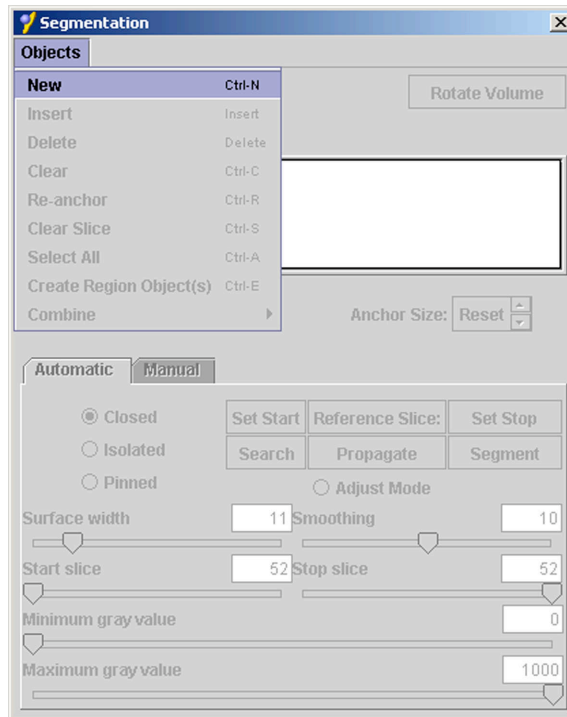 Segmentation
Objects
New Ctrl-N
Rotate Volume
Insert Insert
Delete Delete
Clear Ctrl-C
Re-anchor Ctrl-R
Clear Slice Ctrl-S
Select All Ctrl-A
Create Region Object(s) Ctrl-E
Combine
Anchor Size: Reset
Automatic Manual
Closed Set Start Reference Slice: Set Stop
Isolated Search Propagate Segment
Pinned Adjust Mode
Surface width 11 Smoothing 10
Start slice 52 Stop slice 52
Minimum gray value 0
Maximum gray value 1000